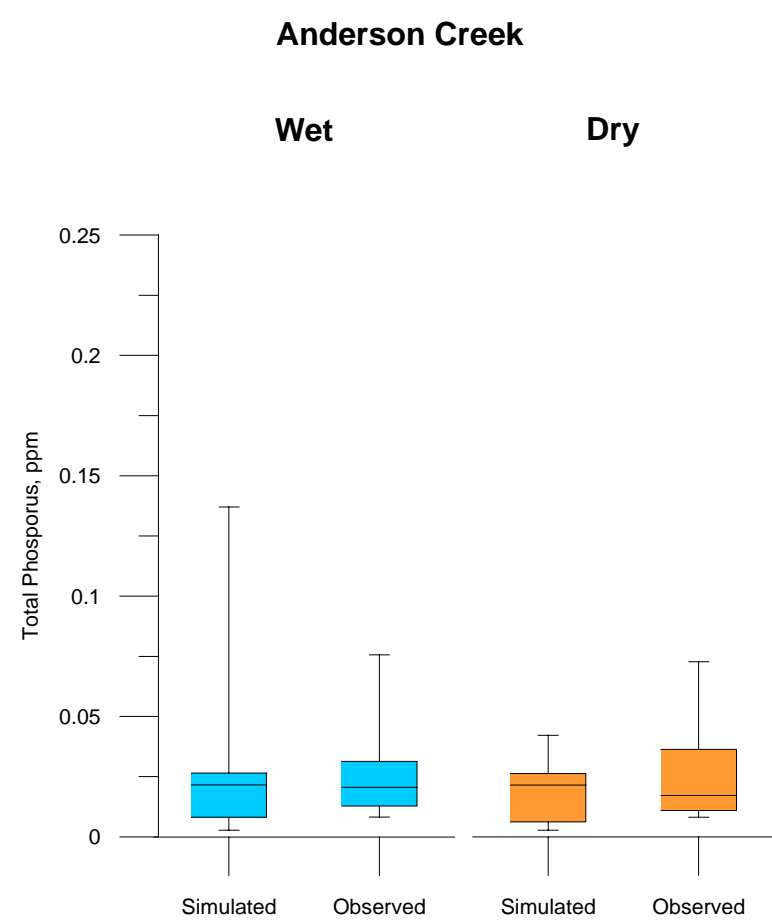 Anderson Creek
Wet Dry
0.25
0.2
0.15
0.1
0.05
0
Total Phosporus, ppm
Simulated Observed Simulated Observed